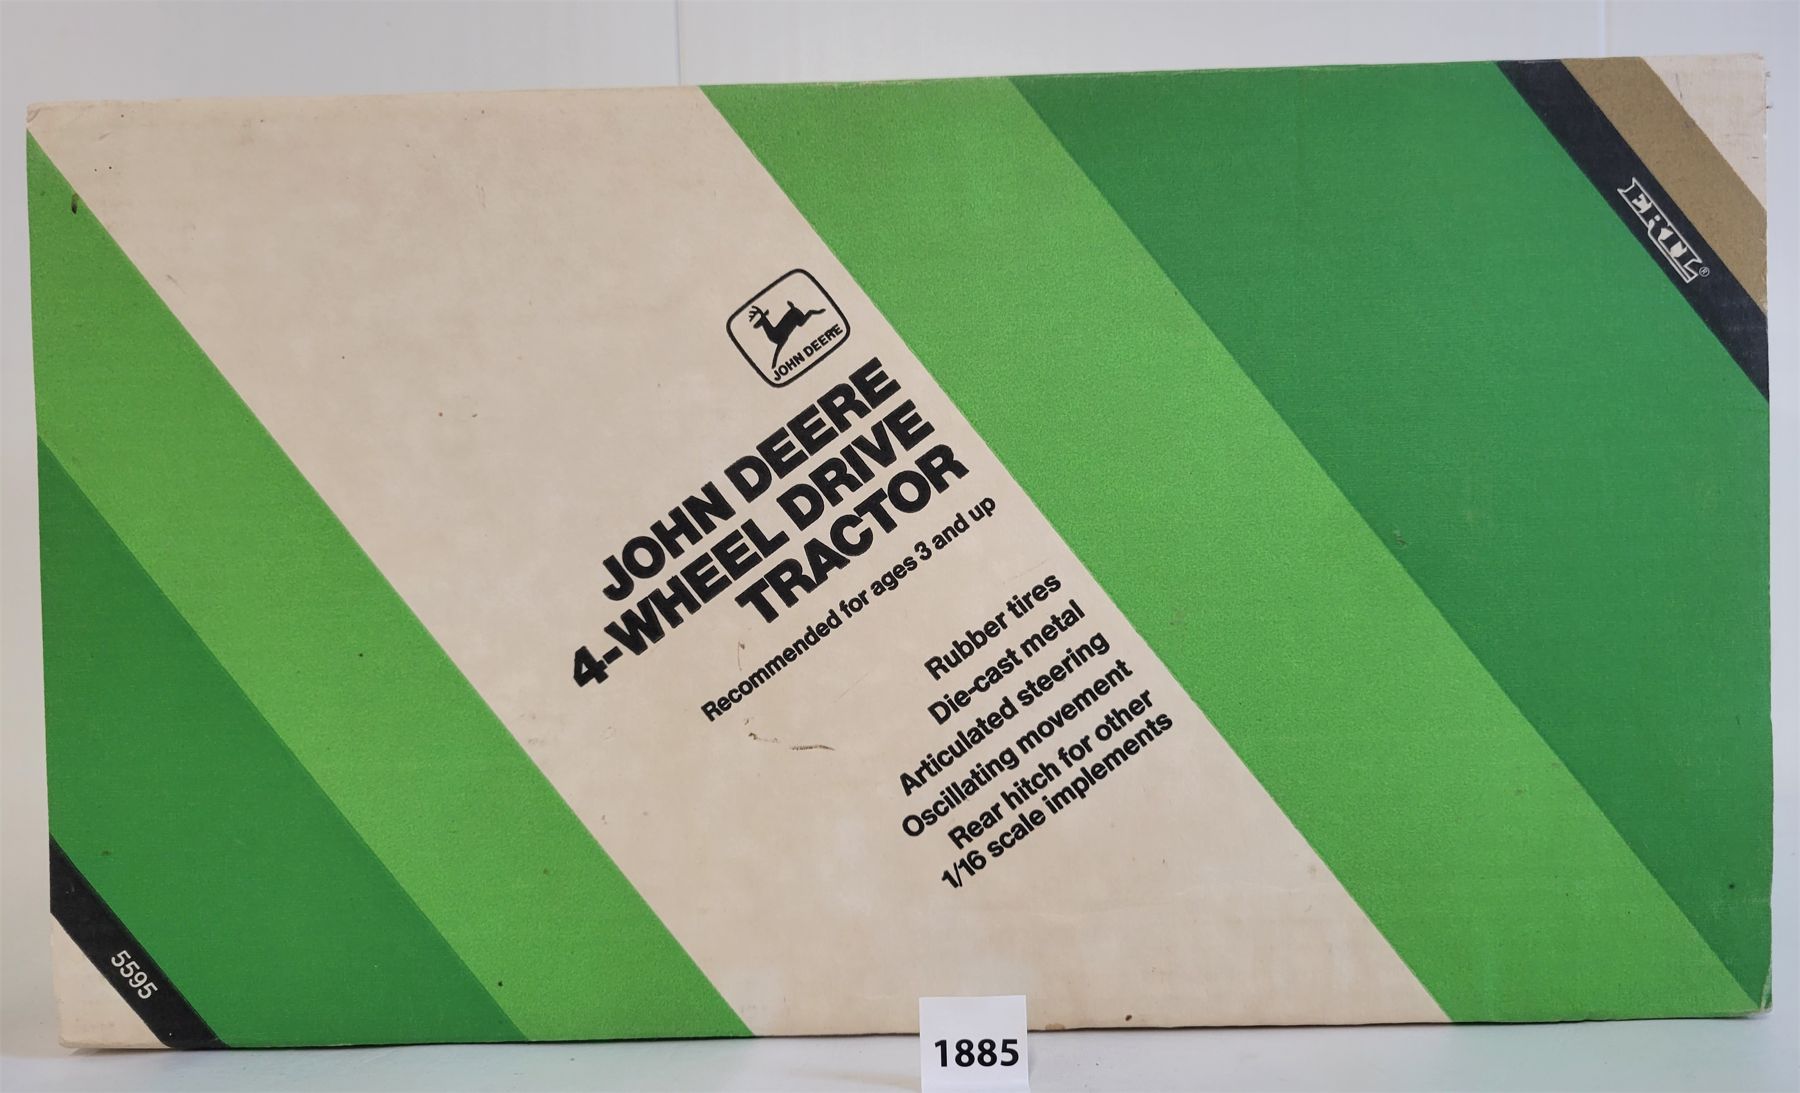 ERTL®
JOHN DEERE
JOHN DEERE
4-WHEEL DRIVE
TRACTOR
Recommended for ages 3 and up
Rubber tires
Die-cast metal
Articulated steering
Oscillating movement
Rear hitch for other
1/16 scale implements
5595
1885